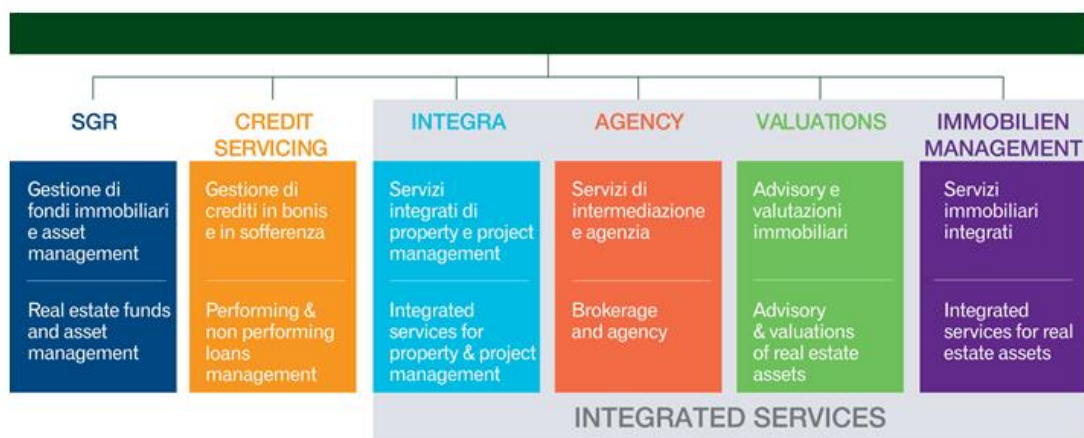 SGR
Gestione di
fondi immobiliari
e asset
management
Real estate funds
and asset
management
CREDIT
SERVICING
Gestione di
crediti in bonis
e in sofferenza
Performing &
non performing
loans
management
INTEGRA
Servizi
integrati di
property e project
management
Integrated
services for
property & project
management
AGENCY
Servizi di
intermediazione
e agenzia
Brokerage
and agency
VALUATIONS
Advisory e
valutazioni
immobiliari
Advisory
& valuations
of real estate
assets
IMMOBILIEN
MANAGEMENT
Servizi
immobiliari
integrati
Integrated
services for real
estate assets
INTEGRATED SERVICES